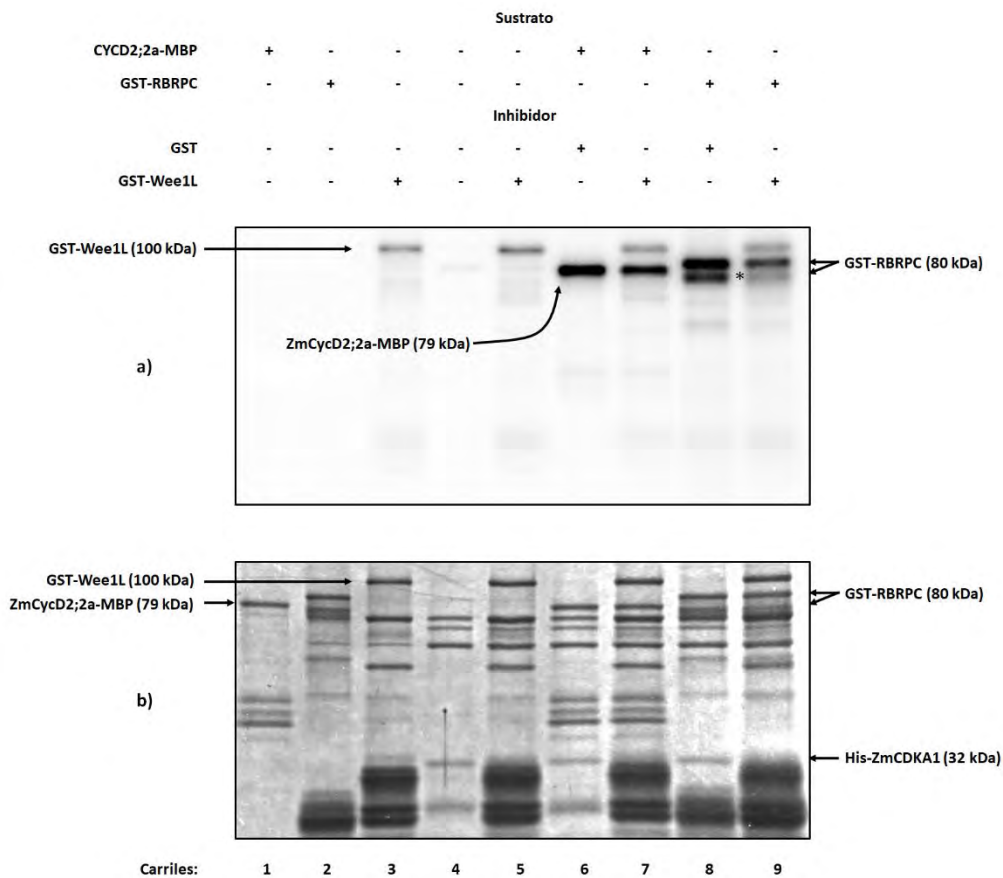 Sustrato
CYCD2;2a-MBP + - - - - + + - -
GST-RBRPC - + - - - - - + +
Inhibidor
GST - - - - - + - + -
GST-Wee1L - - + - + - + - +
GST-Wee1L (100 kDa)
GST-RBRPC (80 kDa)
*
ZmCycD2;2a-MBP (79 kDa)
a)
GST-Wee1L (100 kDa)
ZmCycD2;2a-MBP (79 kDa)
GST-RBRPC (80 kDa)
b)
His-ZmCDKA1 (32 kDa)
Carriles: 1 2 3 4 5 6 7 8 9